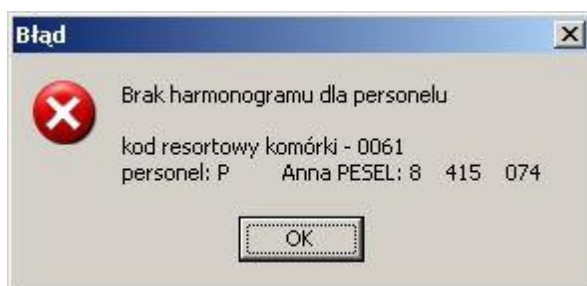 Błąd
Brak harmonogramu dla personelu
kod resortowy komórki - 0061
personel: P Anna PESEL: 8 415 074
OK